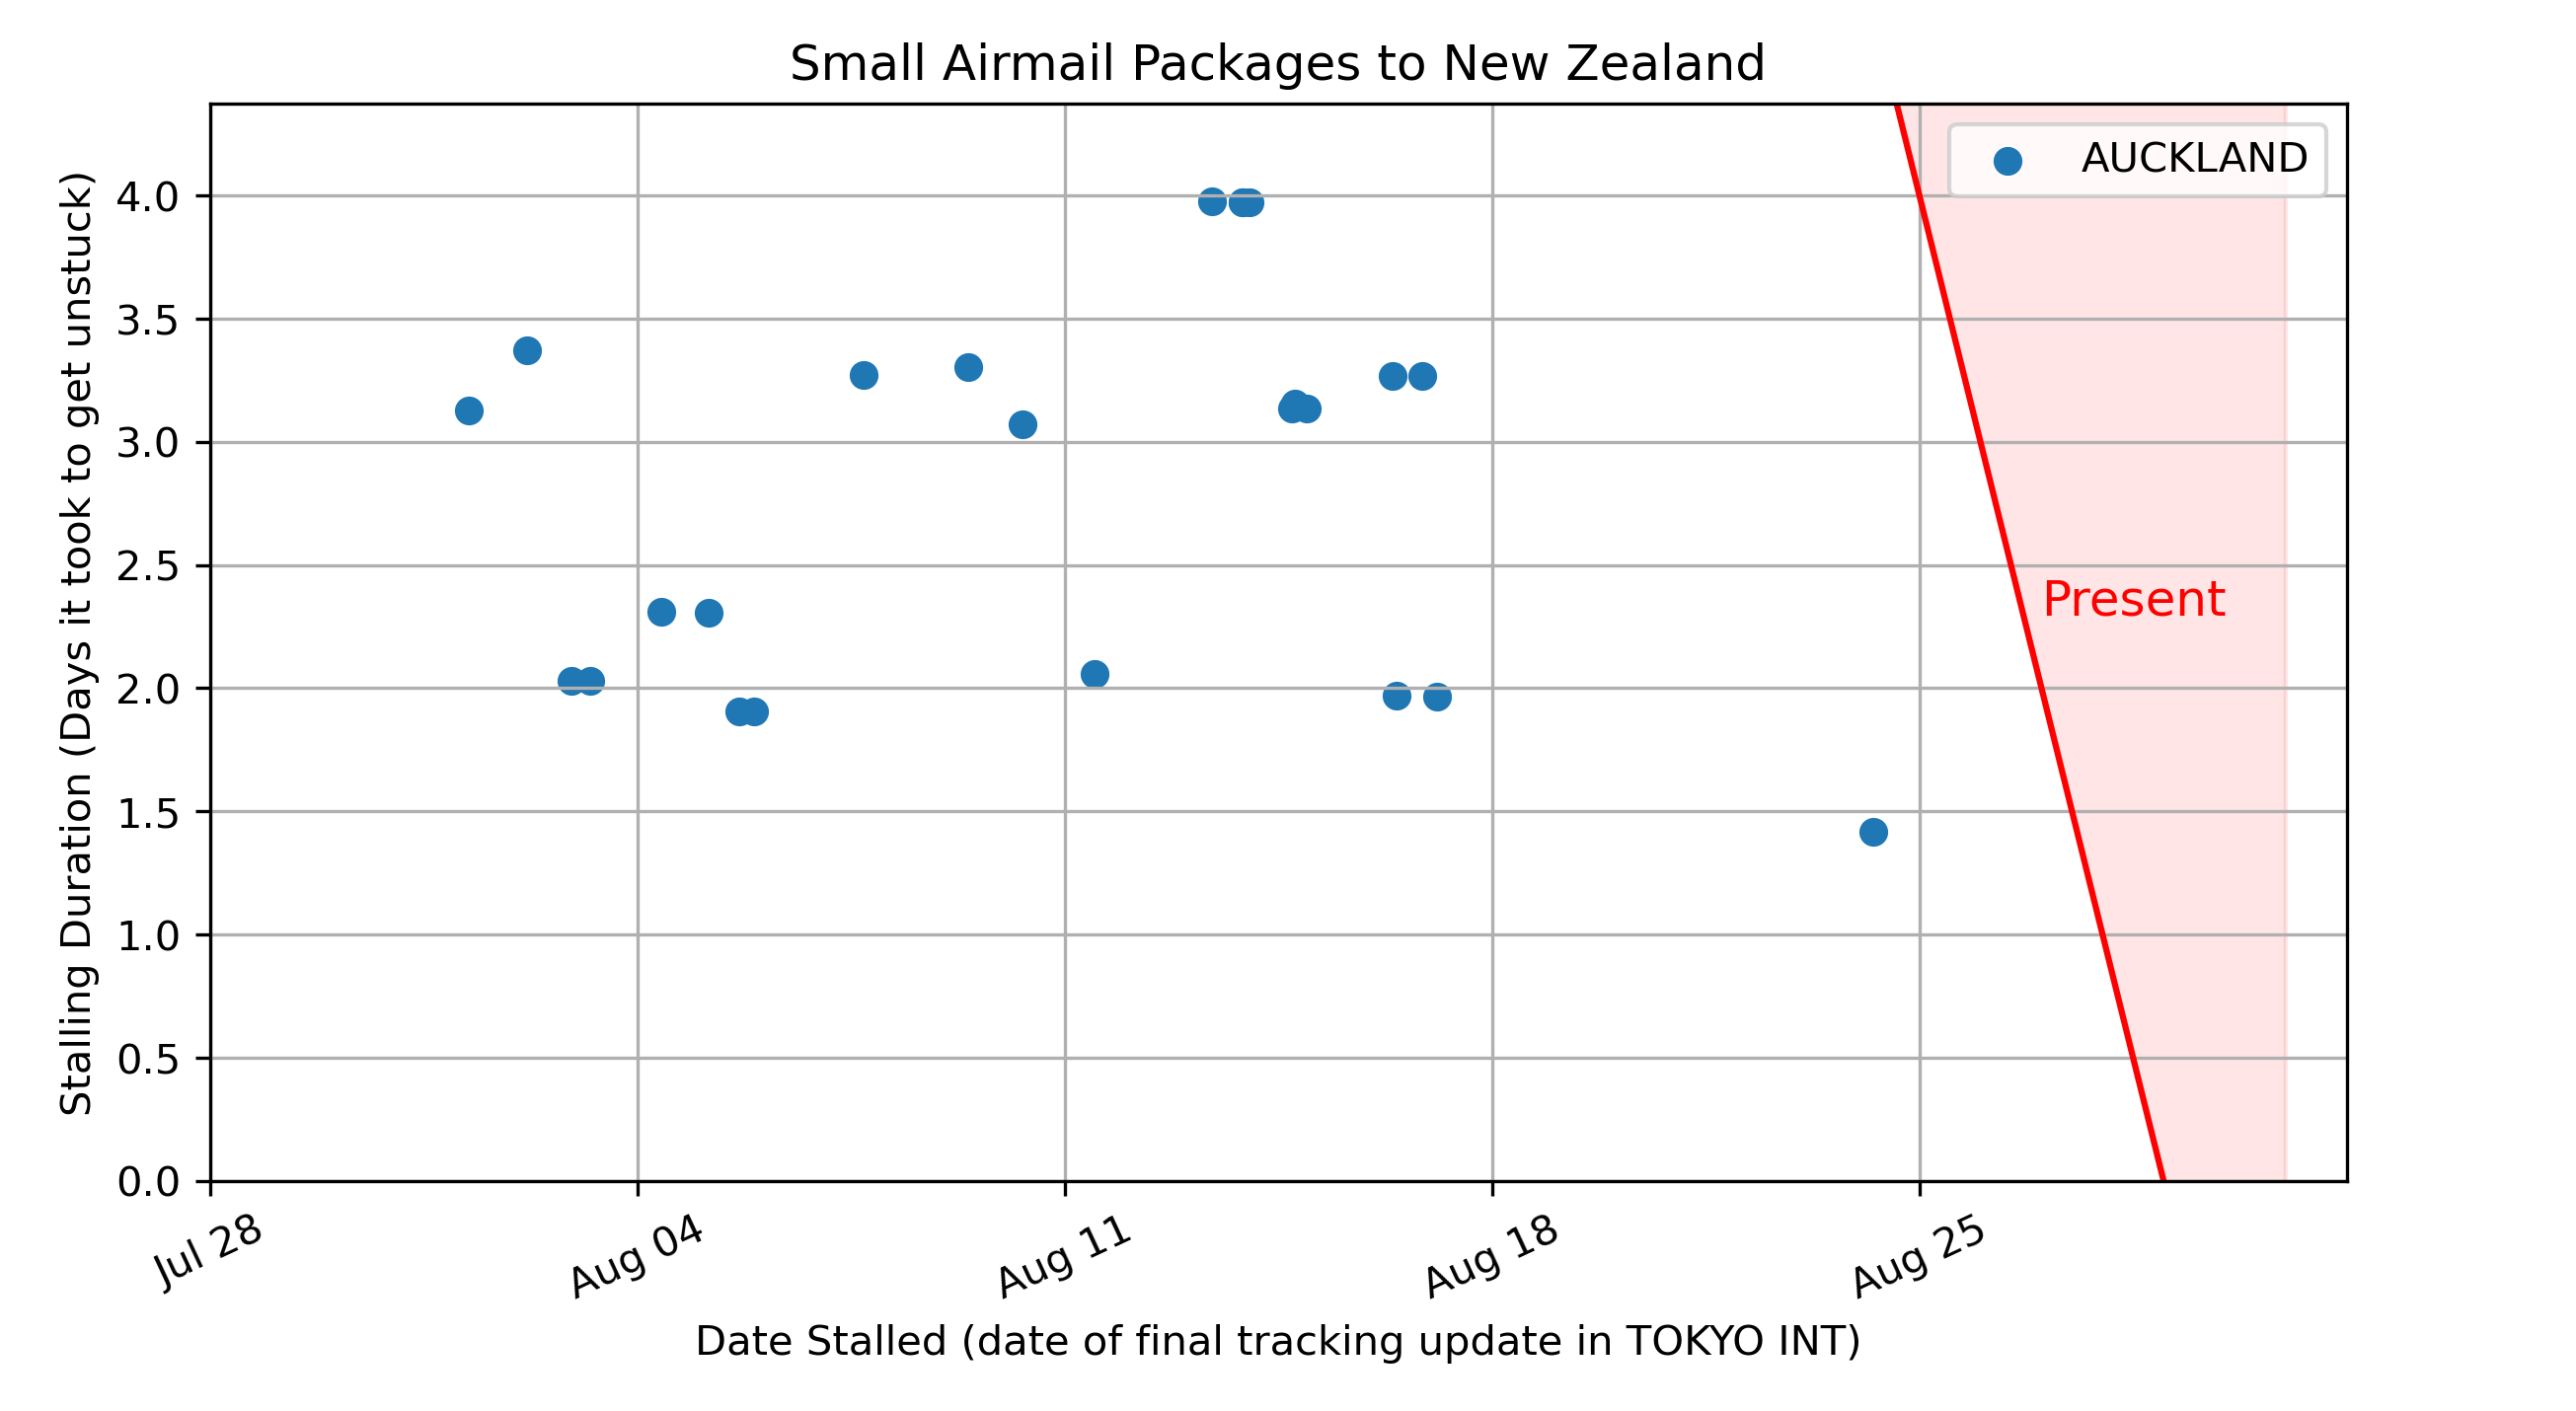 Small Airmail Packages to New Zealand
AUCKLAND
Stalling Duration (Days it took to get unstuck)
4.0
3.5
3.0
2.5
2.0
1.5
1.0
0.5
0.0
Present
Jul 28
Aug 04
Aug 11
Aug 18
Aug 25
Date Stalled (date of final tracking update in TOKYO INT)